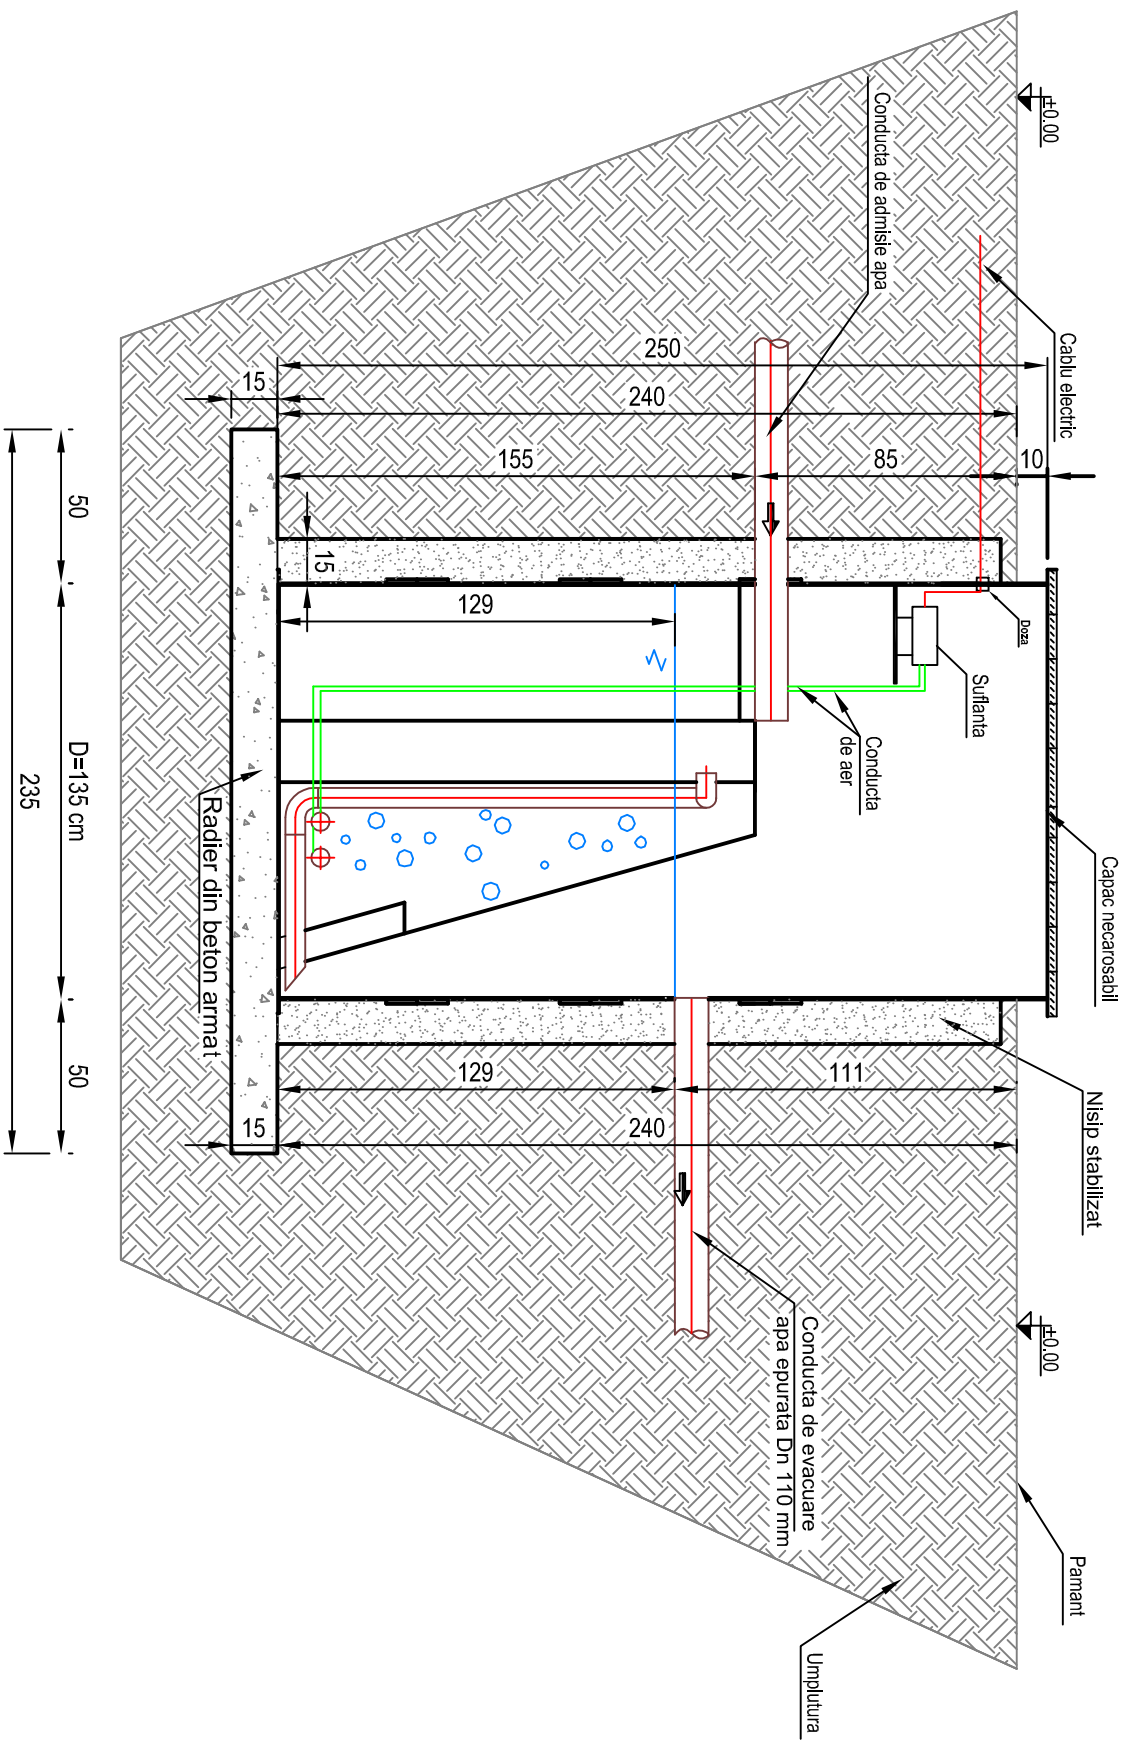 ±0.00
±0.00
Cablu electric
Capac necarosabil
Nisip stabilizat
Pamant
Doza
Suflanta
Conducta
de aer
Conducta de admisie apa
Conducta de evacuare
apa epurata Dn 110 mm
Umplutura
Radier din beton armat
10
85
155
240
250
15
15
129
111
129
240
15
50
D=135 cm
50
235